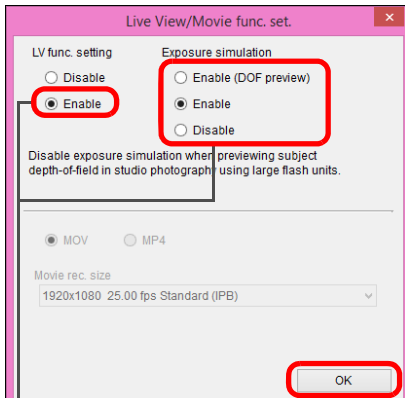 Live View/Movie func. set.
LV func. setting
Exposure simulation
Disable
Enable (DOF preview)
Enable
Enable
Disable
Disable exposure simulation when previewing subject
depth-of-field in studio photography using large flash units.
MOV
MP4
Movie rec. size
1920x1080 25.00 fps Standard (IPB)
OK